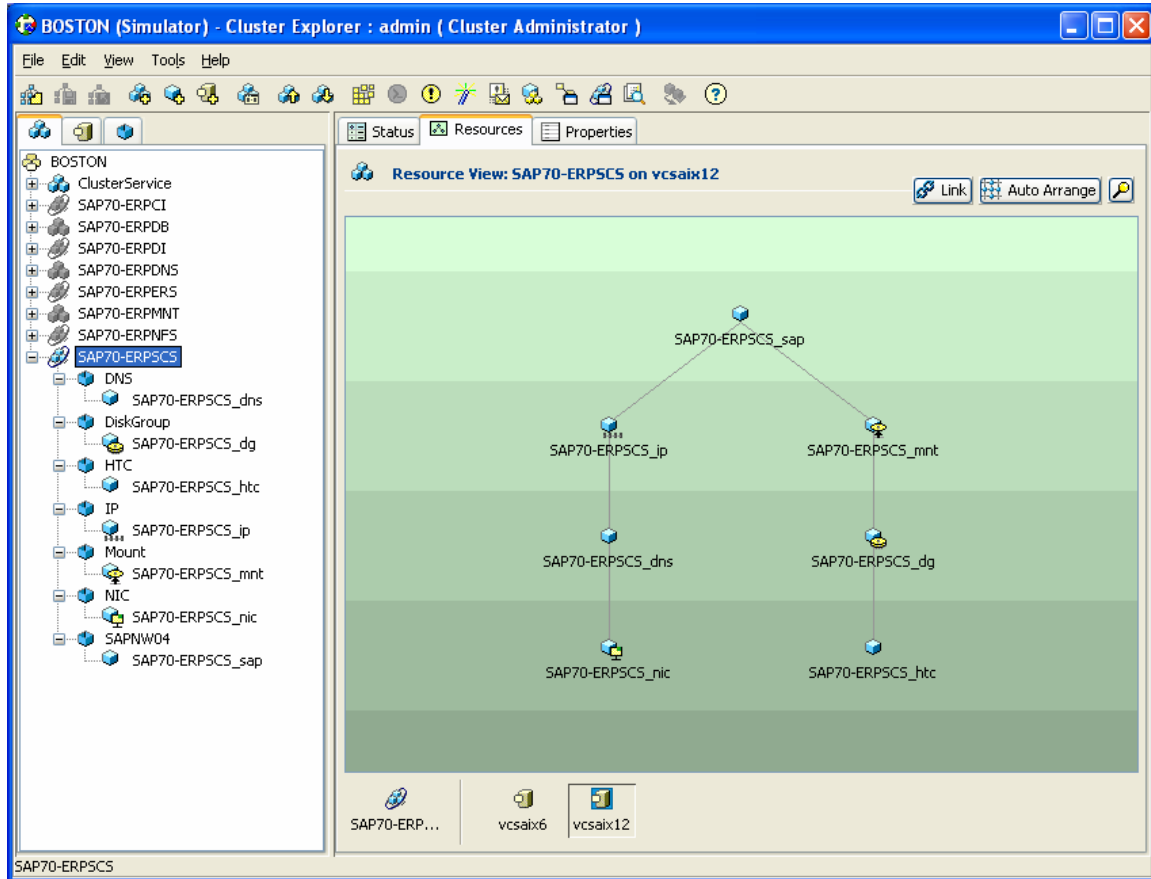 BOSTON (Simulator) - Cluster Explorer : admin ( Cluster Administrator )
File Edit View Tools Help
Status Resources Properties
BOSTON
ClusterService
SAP70-ERPCI
SAP70-ERPDB
SAP70-ERPDI
SAP70-ERPDNS
SAP70-ERPERS
SAP70-ERPMNT
SAP70-ERPNFS
SAP70-ERPSCS
DNS
SAP70-ERPSCS_dns
DiskGroup
SAP70-ERPSCS_dg
HTC
SAP70-ERPSCS_htc
IP
SAP70-ERPSCS_ip
Mount
SAP70-ERPSCS_mnt
NIC
SAP70-ERPSCS_nic
SAPNW04
SAP70-ERPSCS_sap
Resource View: SAP70-ERPSCS on vcsaix12
Link Auto Arrange
SAP70-ERPSCS_sap
SAP70-ERPSCS_ip SAP70-ERPSCS_mnt
SAP70-ERPSCS_dns SAP70-ERPSCS_dg
SAP70-ERPSCS_nic SAP70-ERPSCS_htc
SAP70-ERP... vcsaix6 vcsaix12
SAP70-ERPSCS